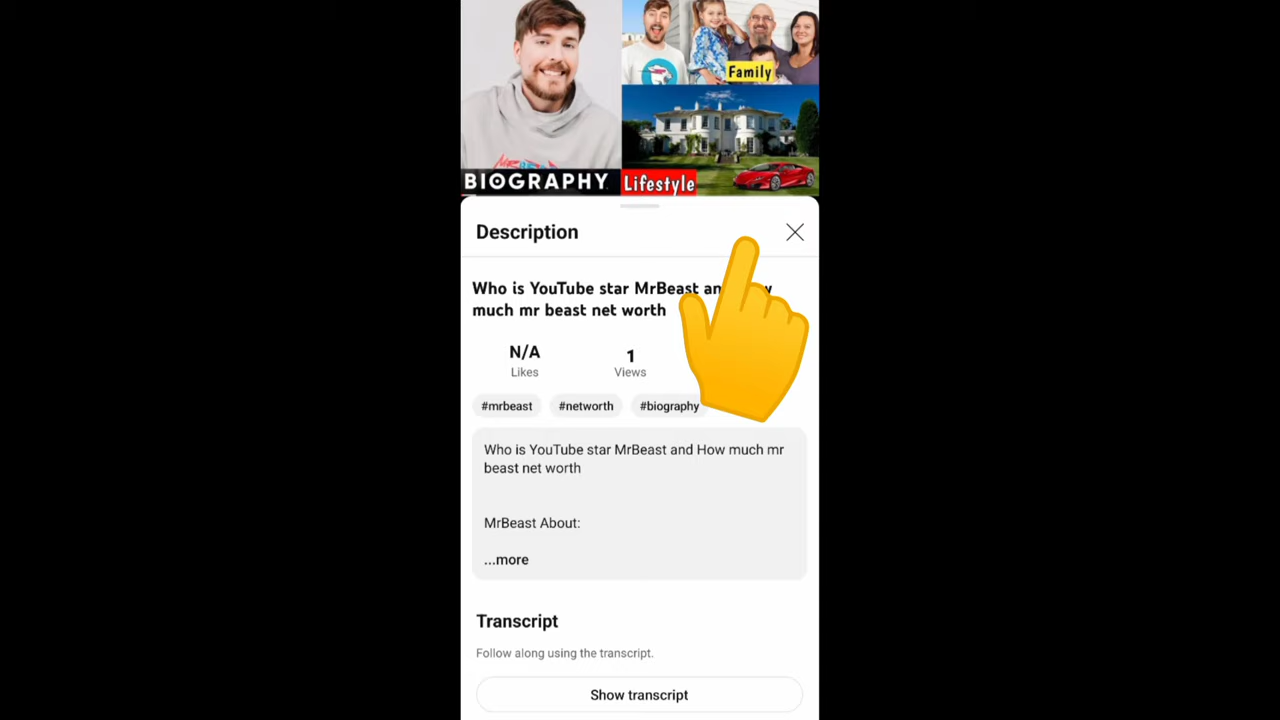 Family
BIOGRAPHY
Lifestyle
Description
Who is YouTube star MrBeast an w
much mr beast net worth
N/A
1
Likes
Views
#mrbeast #networth #biography
Who is YouTube star MrBeast and How much mr
beast net worth
MrBeast About:
...more
Transcript
Follow along using the transcript.
Show transcript